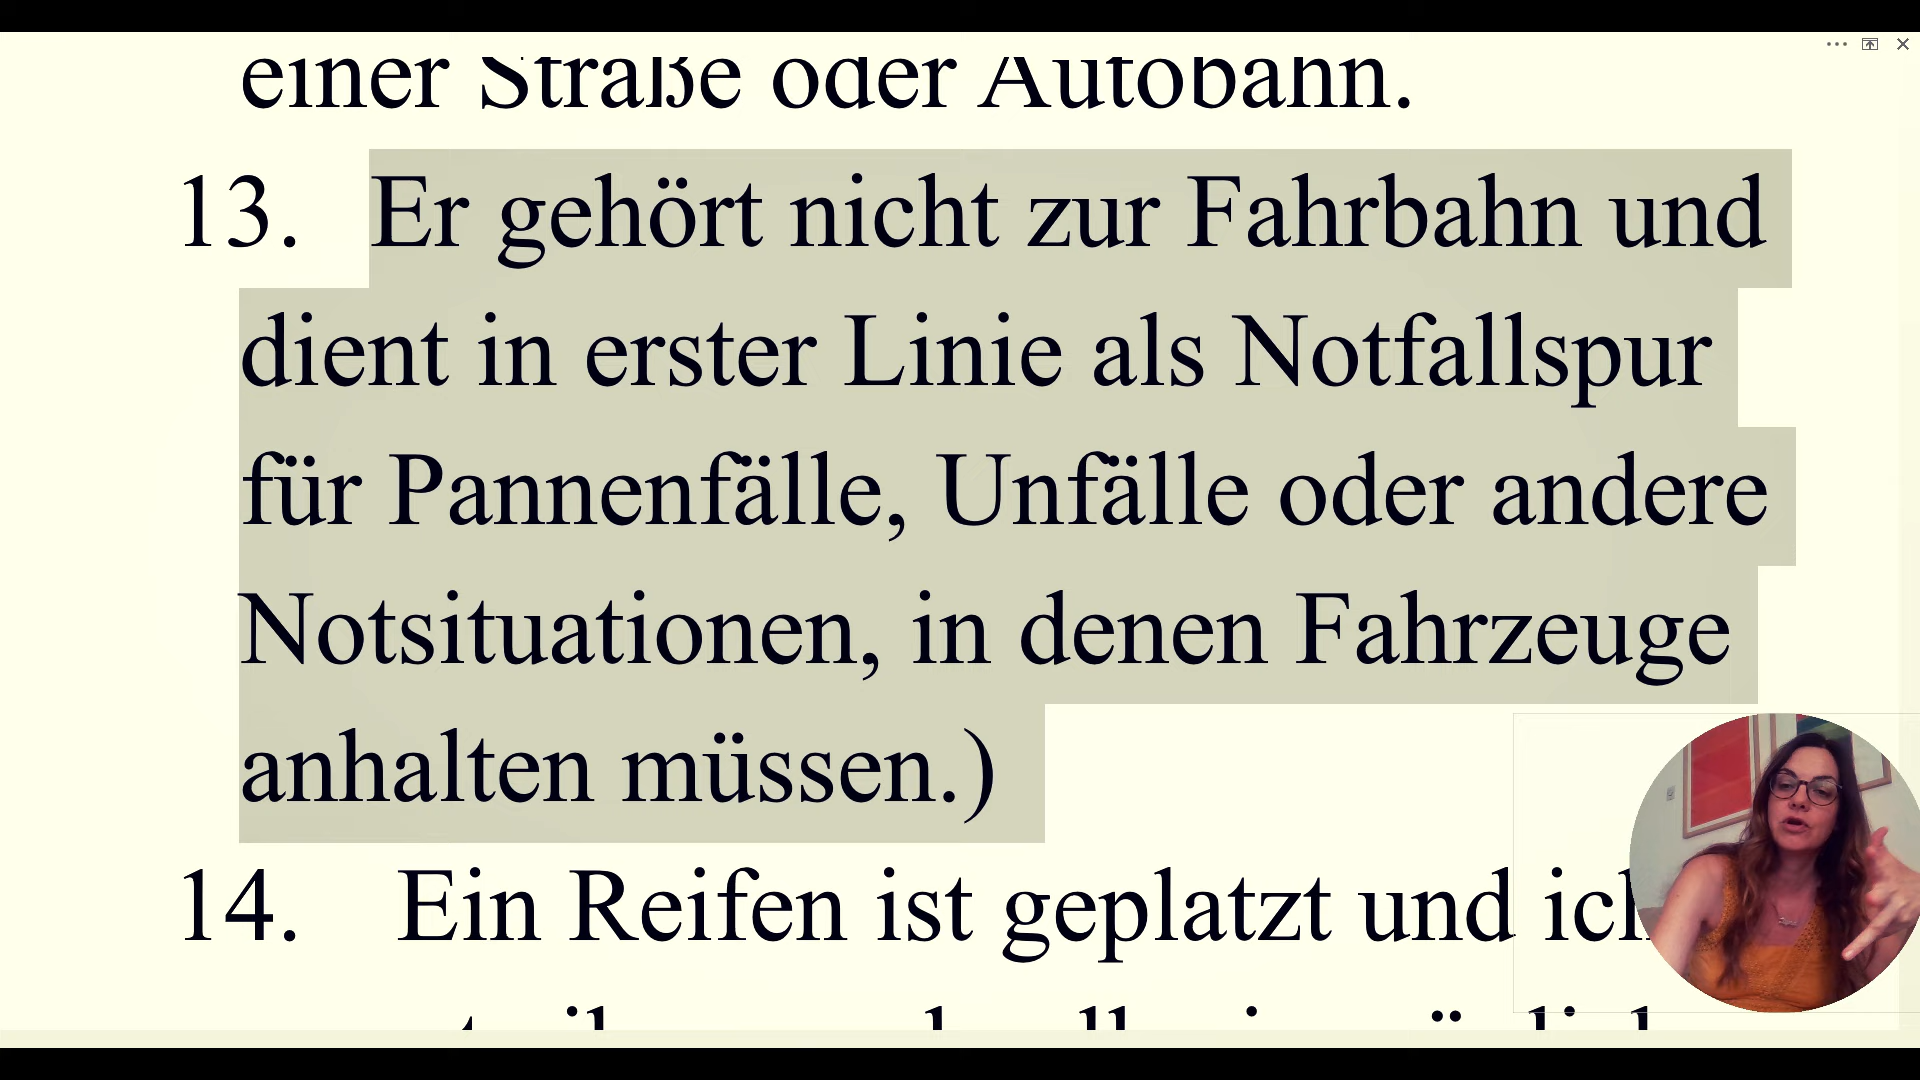 einer Straße oder Autobahn.
13. Er gehört nicht zur Fahrbahn und
dient in erster Linie als Notfallspur
für Pannenfälle, Unfälle oder andere
Notsituationen, in denen Fahrzeuge
anhalten müssen.)
14. Ein Reifen ist geplatzt und ich